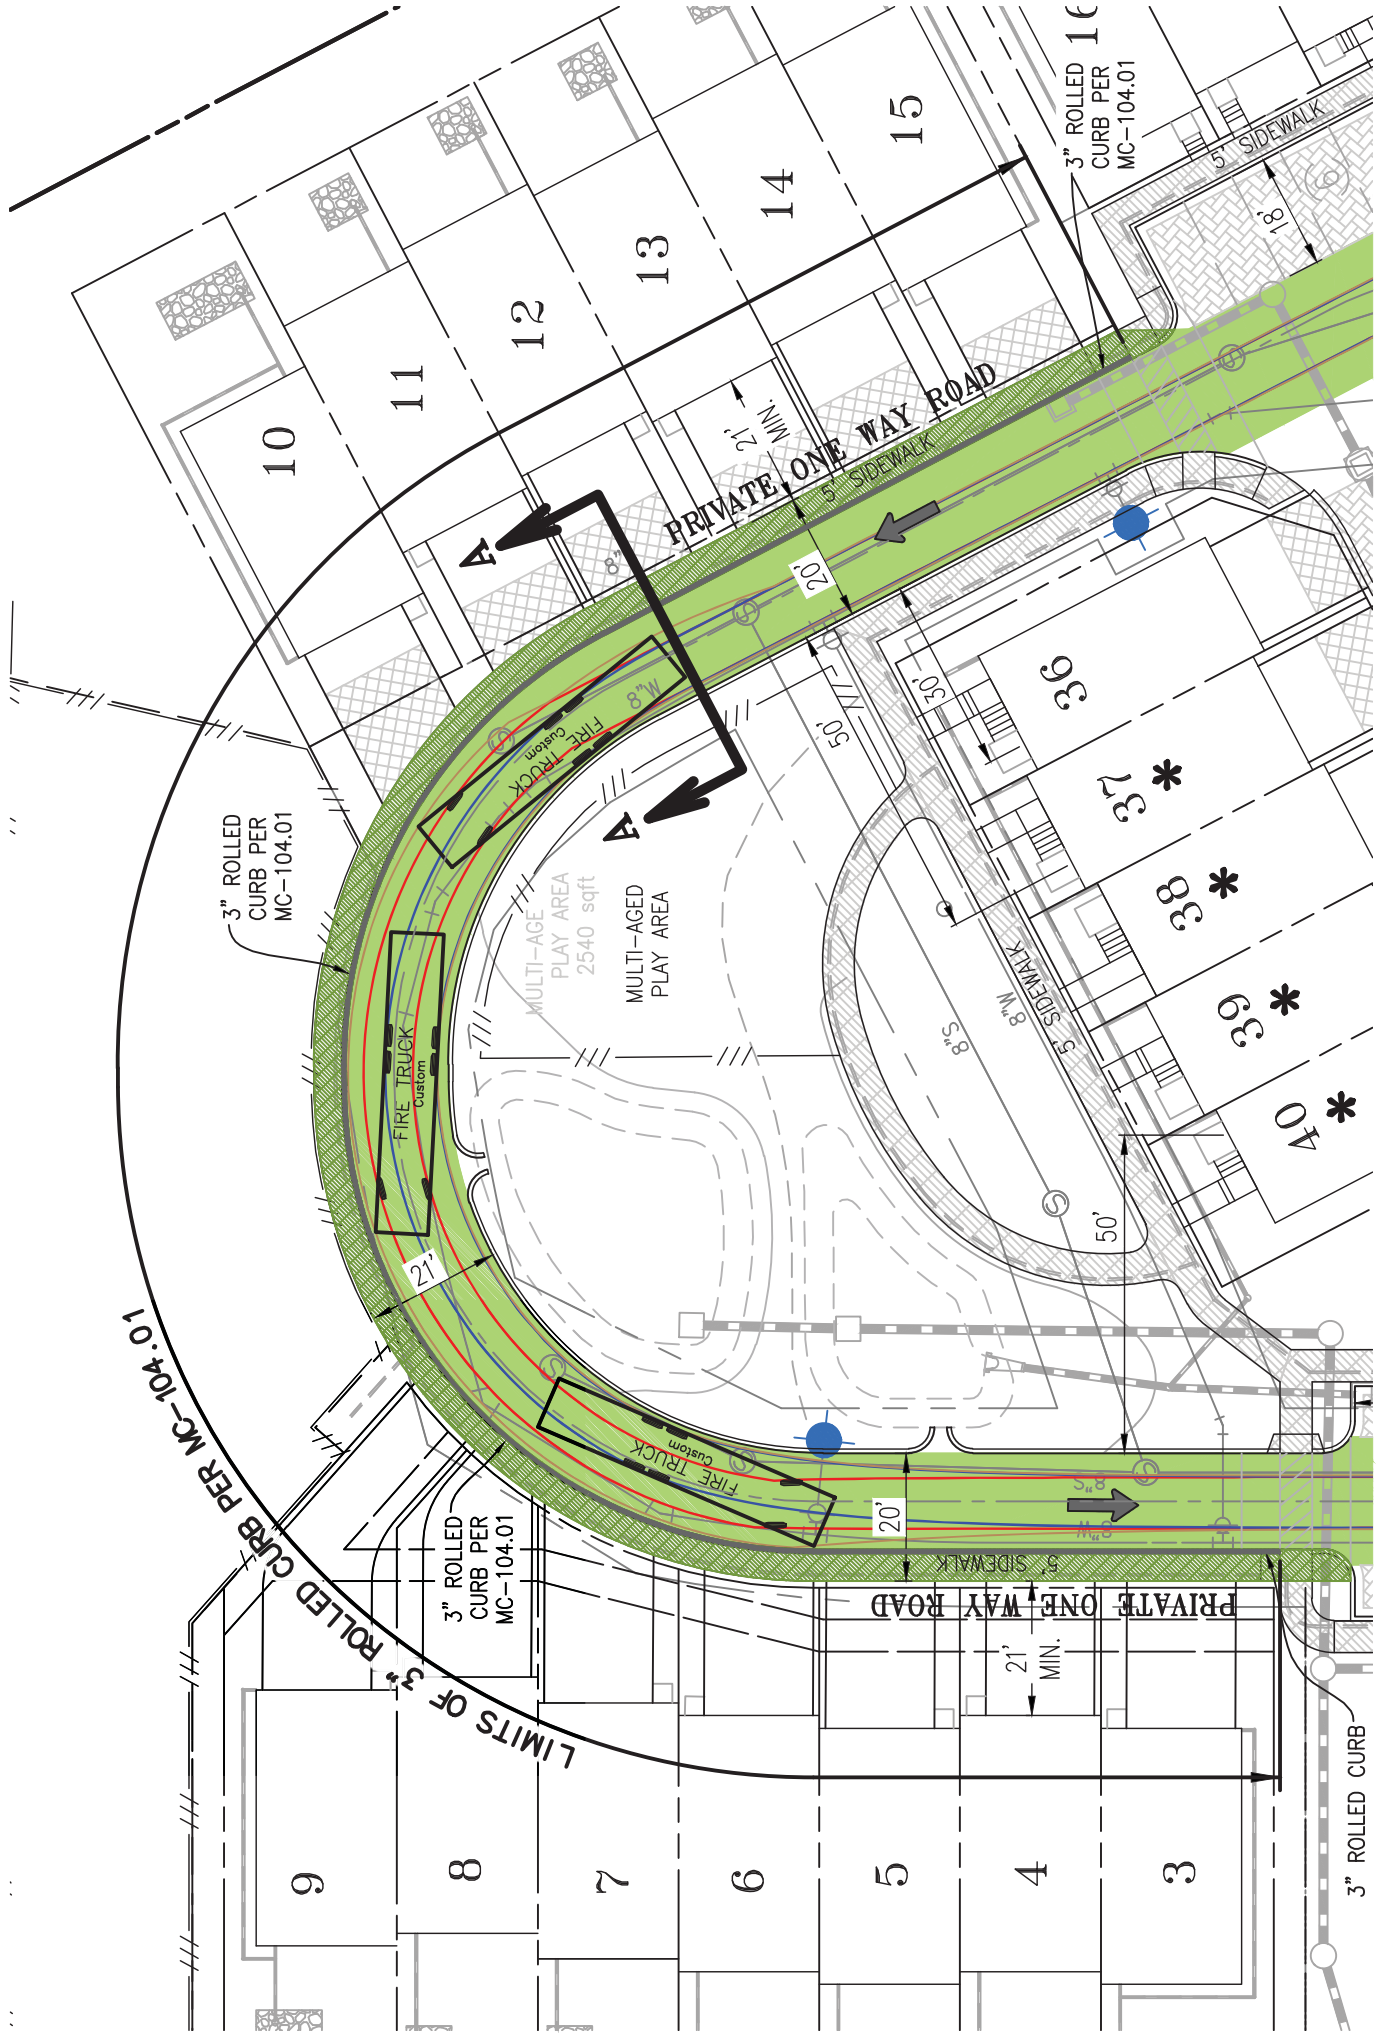 16
3" ROLLED
CURB PER
MC-104.01
15
5' SIDEWALK
18'
14
13
12
11
10
21'
MIN.
PRIVATE ONE WAY ROAD
5' SIDEWALK
A
8"
20'
8"W
FIRE TRUCK
Custom
50'
30'
36
37
*
38
*
39
*
40
*
A
3" ROLLED
CURB PER
MC-104.01
MULTI-AGE
PLAY AREA
2540 sqft
MULTI-AGED
PLAY AREA
5' SIDEWALK
8"W
8"S
S
S
S
S
S
S
S
FIRE TRUCK
Custom
21'
50'
LIMITS OF 3" ROLLED CURB PER MC-104.01
3" ROLLED
CURB PER
MC-104.01
FIRE TRUCK
Custom
20'
8"S
8"W
5' SIDEWALK
PRIVATE ONE WAY ROAD
21'
MIN.
9
8
7
6
5
4
3
3" ROLLED CURB